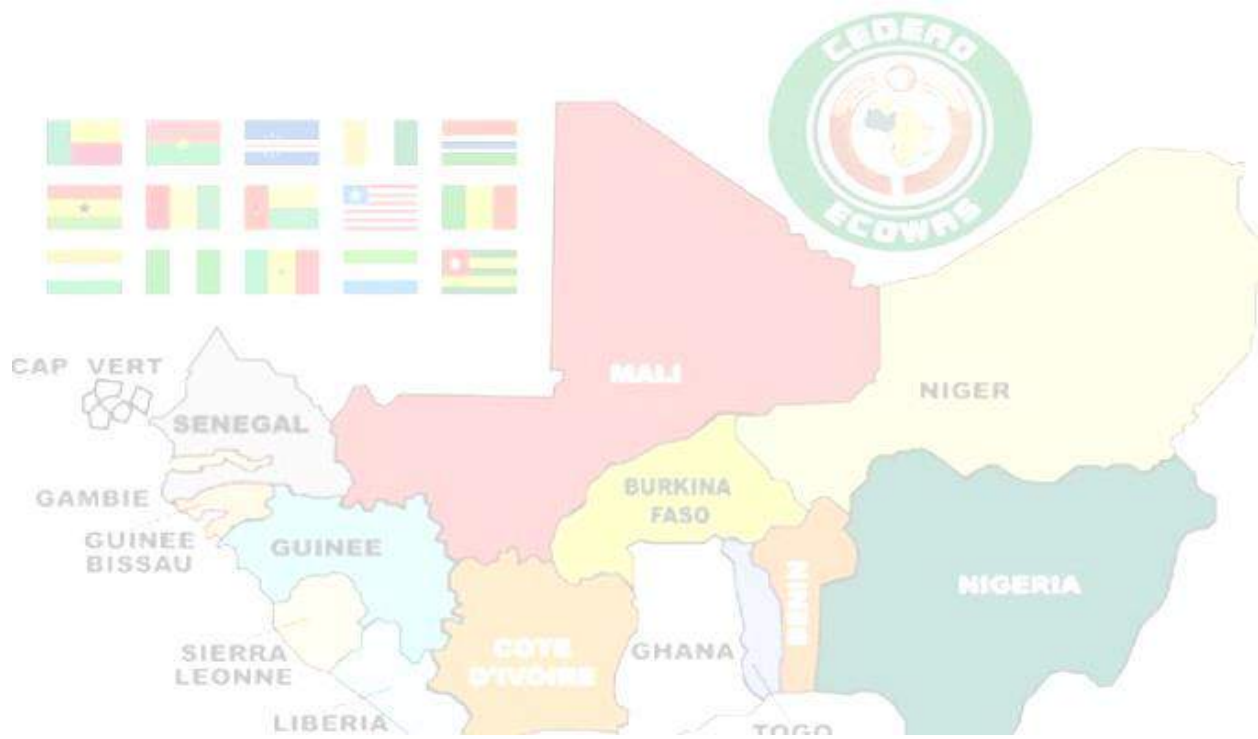 CEDEAO
ECOWAS
CAP VERT
MALI
NIGER
SENEGAL
GAMBIE
BURKINA
FASO
GUINEE
BISSAU
GUINEE
NIGERIA
BENIN
SIERRA
LEONNE
COTE
D'IVOIRE
GHANA
LIBERIA
TOGO